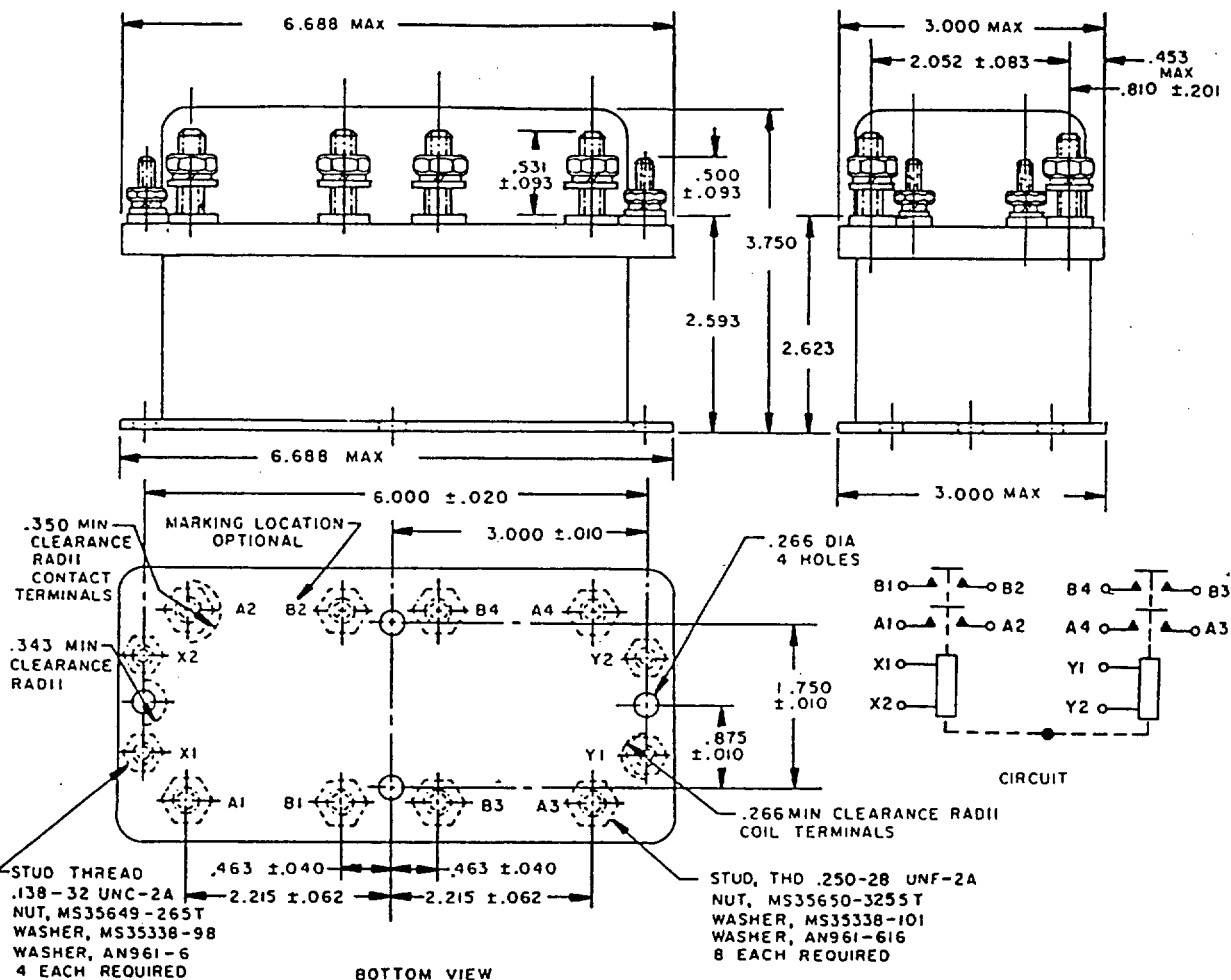 6.688 MAX
3.000 MAX
2.052 ±.083
.453
MAX
.810 ±.201
.531
±.093
.500
±.093
3.750
2.593
2.623
6.688 MAX
3.000 MAX
6.000 ±.020
3.000 ±.010
.350 MIN
CLEARANCE
RADII
CONTACT
TERMINALS
MARKING LOCATION
OPTIONAL
.266 DIA
4 HOLES
A2
B2
B4
A4
.343 MIN
CLEARANCE
RADII
X2
Y2
1.750
±.010
.875
±.010
X1
Y1
A1
B1
B3
A3
B1
B2
B4
B3
A1
A2
A4
A3
X1
Y1
X2
Y2
CIRCUIT
.266 MIN CLEARANCE RADII
COIL TERMINALS
.463 ±.040
.463 ±.040
2.215 ±.062
2.215 ±.062
STUD THREAD
.138-32 UNC-2A
NUT, MS35649-265T
WASHER, MS35338-98
WASHER, AN961-6
4 EACH REQUIRED
STUD, THD .250-28 UNF-2A
NUT, MS35650-3255T
WASHER, MS35338-101
WASHER, AN961-616
8 EACH REQUIRED
BOTTOM VIEW